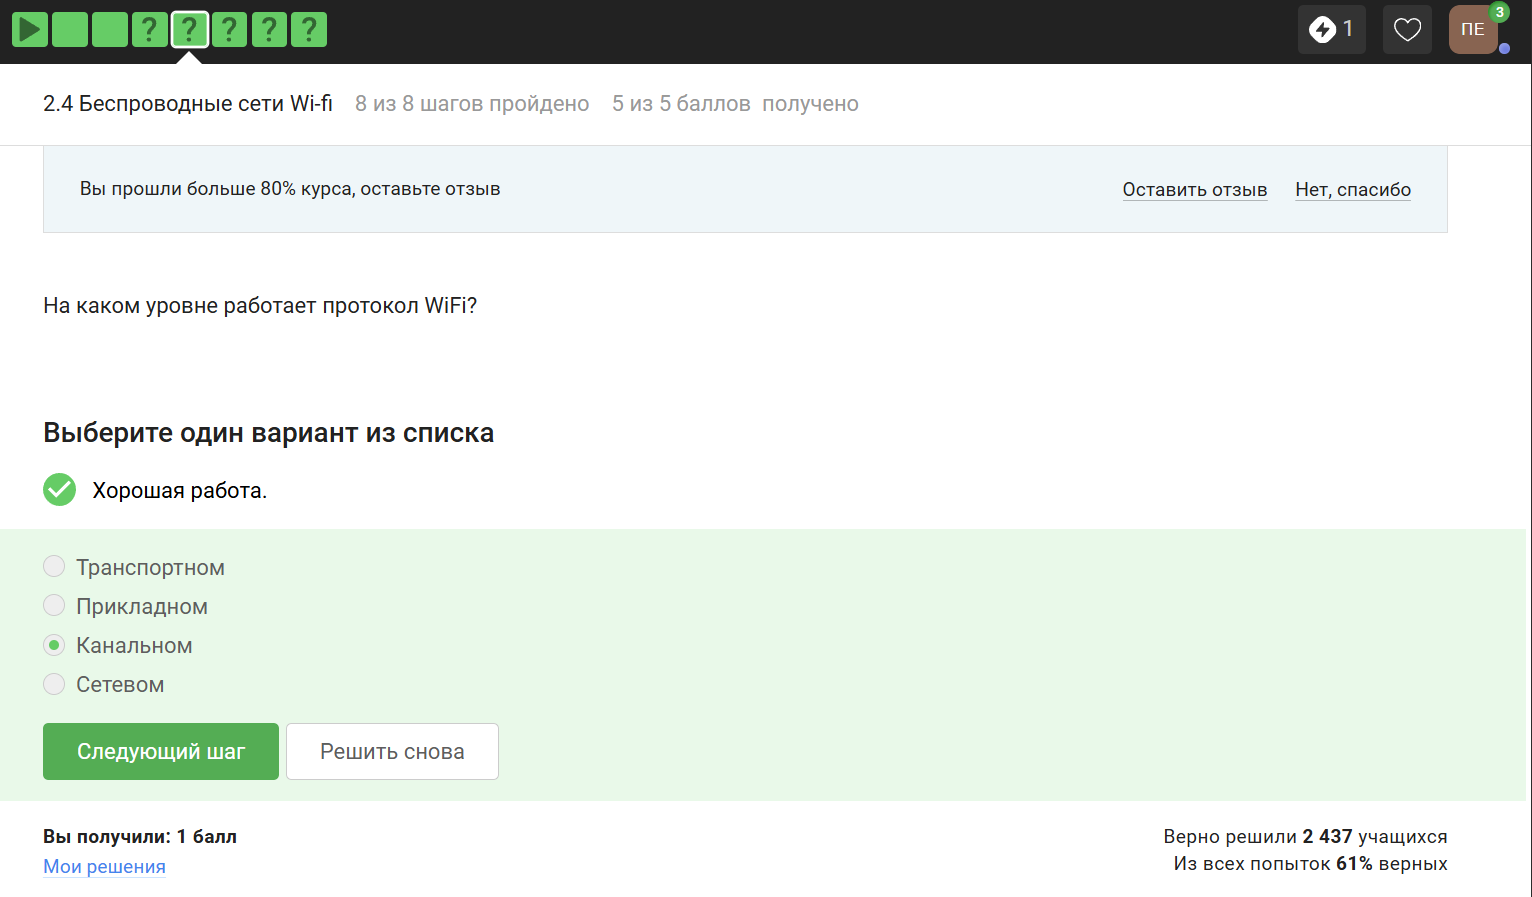 ? ? ? ? ?
1
ПЕ
3
2.4 Беспроводные сети Wi-fi 8 из 8 шагов пройдено 5 из 5 баллов получено
Вы прошли больше 80% курса, оставьте отзыв
Оставить отзыв Нет, спасибо
На каком уровне работает протокол WiFi?
Выберите один вариант из списка
Хорошая работа.
Транспортном
Прикладном
Канальном
Сетевом
Следующий шаг Решить снова
Вы получили: 1 балл
Мои решения
Верно решили 2 437 учащихся
Из всех попыток 61% верных